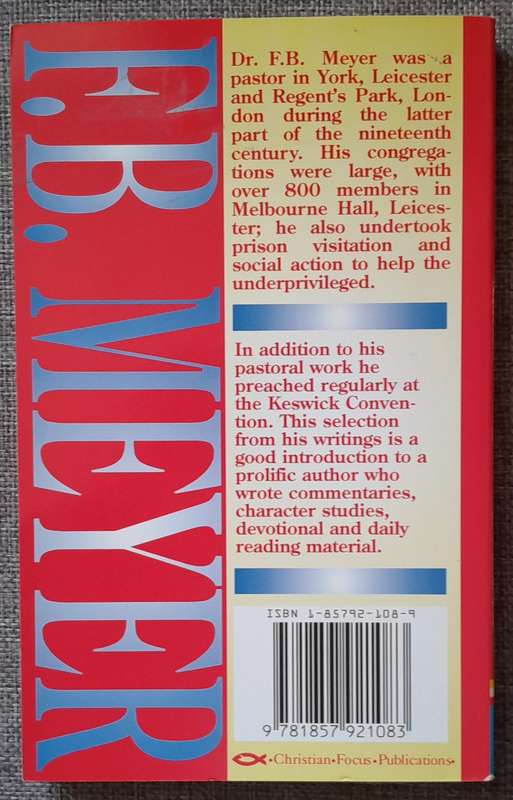 F.B. MEYER
Dr. F.B. Meyer was a
pastor in York, Leicester
and Regent's Park, Lon-
don during the latter
part of the nineteenth
century. His congrega-
tions were large, with
over 800 members in
Melbourne Hall, Leices-
ter; he also undertook
prison visitation and
social action to help the
underprivileged.
In addition to his
pastoral work he
preached regularly at
the Keswick Conven-
tion. This selection
from his writings is a
good introduction to a
prolific author who
wrote commentaries,
character studies,
devotional and daily
reading material.
ISBN 1-85792-108-9
9 781857 921083
·Christian·Focus·Publications·